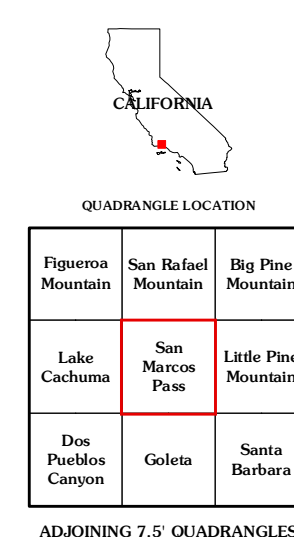 CALIFORNIA
QUADRANGLE LOCATION
Figueroa
Mountain
San Rafael
Mountain
Big Pine
Mountain
Lake
Cachuma
San
Marcos
Pass
Little Pine
Mountain
Dos
Pueblos
Canyon
Goleta
Santa
Barbara
ADJOINING 7.5' QUADRANGLES